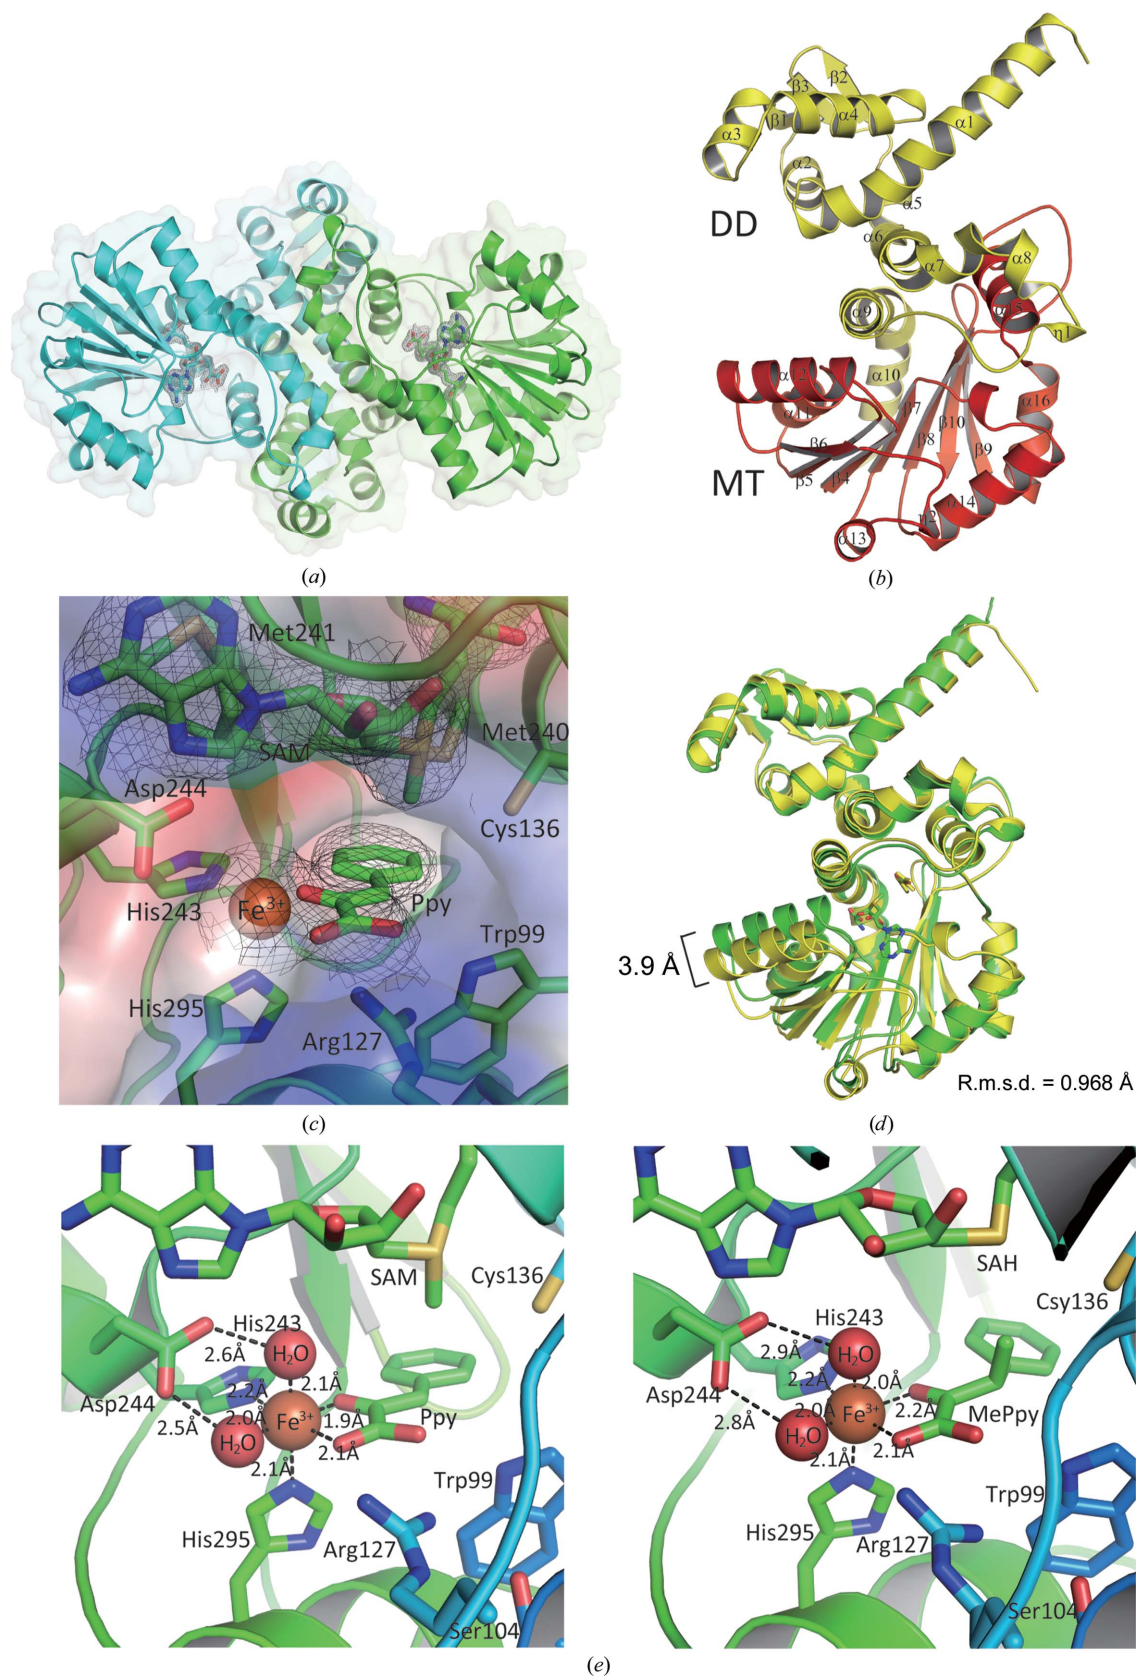 (a)
β2
β3
β1
α4
α3
α1
α2
α5
DD
α6
α7
α8
α9
α15
η1
α12
α10
α11
α16
β7
β10
β6
β8
β9
MT
β5
β4
α14
η2
α13
(b)
Met241
Met240
SAM
Asp244
Cys136
His243
Fe3+
Ppy
Trp99
His295
Arg127
(c)
3.9 Å
R.m.s.d. = 0.968 Å
(d)
SAM
Cys136
His243
H2O
2.6Å
2.2Å
2.1Å
Asp244
2.0Å
Fe3+
1.9Å
Ppy
2.5Å
H2O
2.1Å
2.1Å
Trp99
His295
Arg127
Ser104
SAH
Csy136
His243
H2O
2.9Å
2.2Å
2.0Å
Asp244
2.0Å
Fe3+
2.2Å
MePpy
2.8Å
H2O
2.1Å
2.1Å
Trp99
His295
Arg127
Ser104
(e)